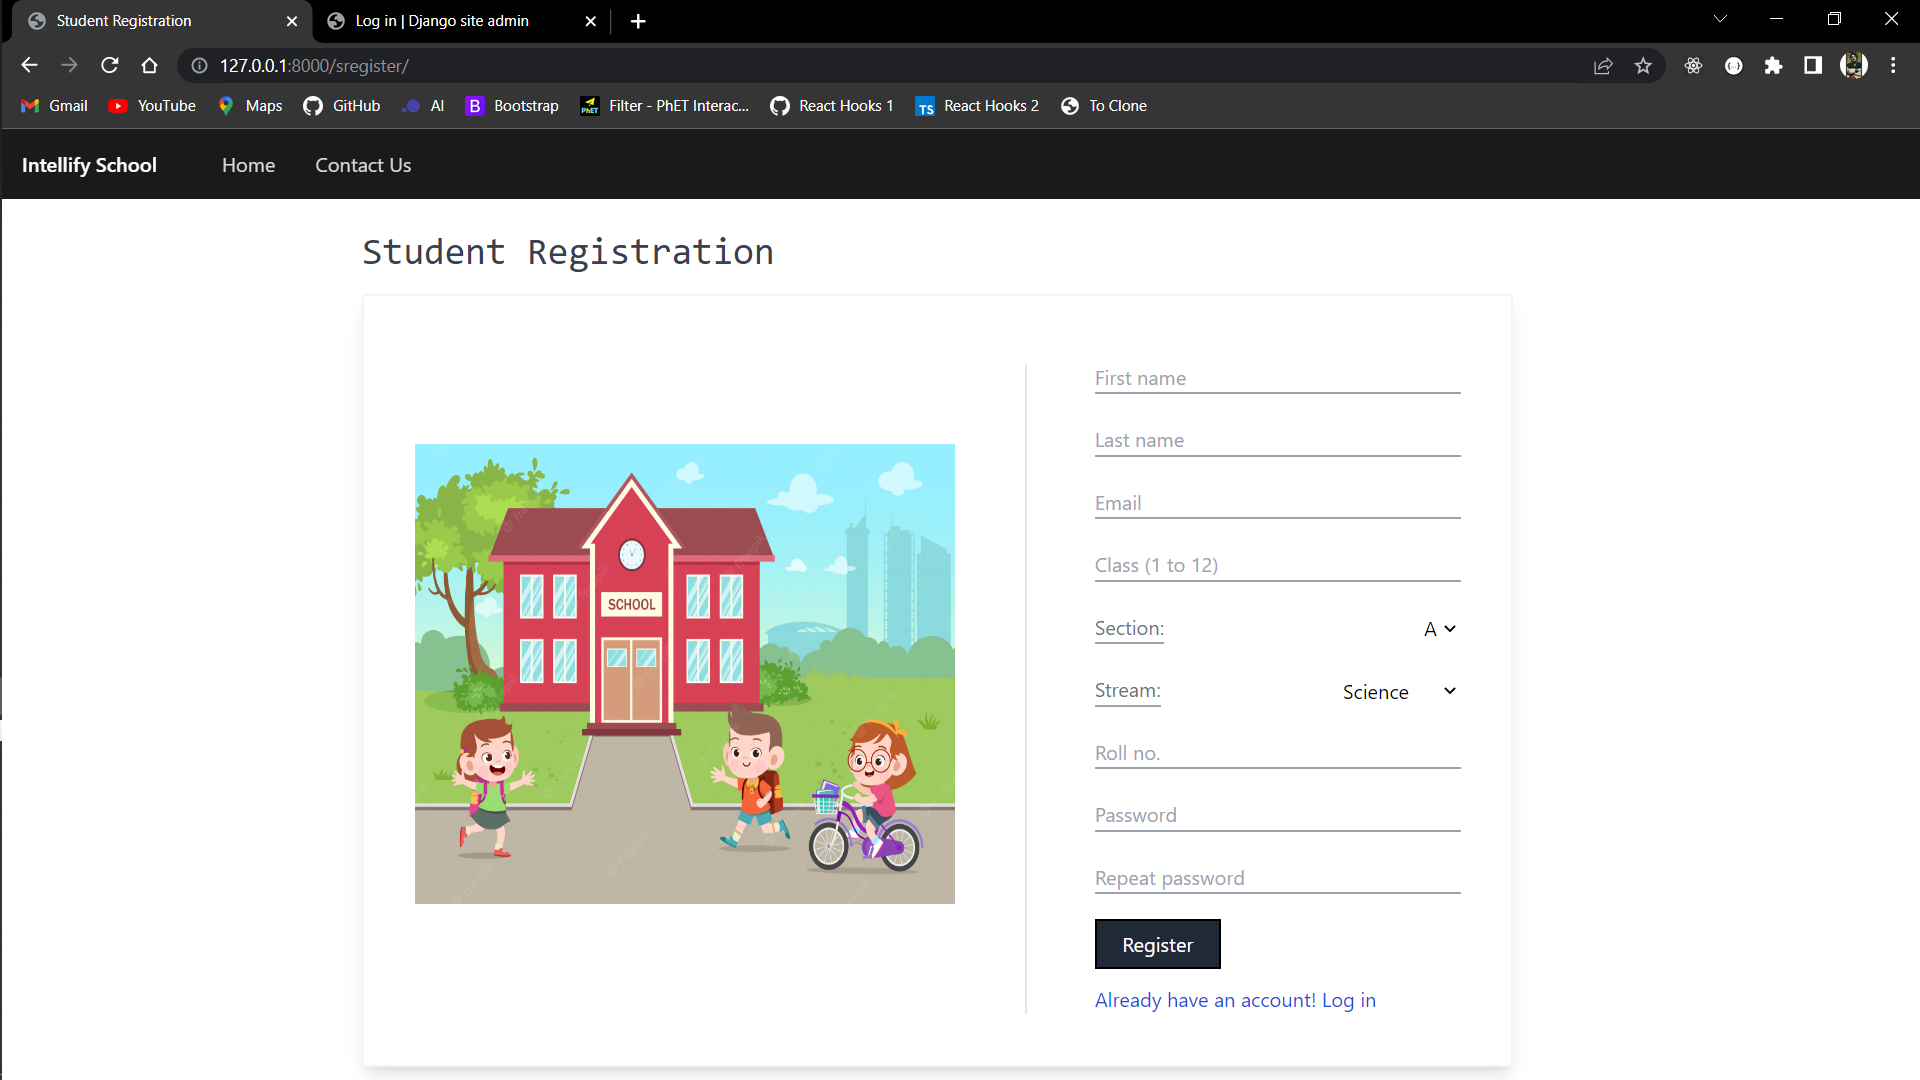 Student Registration
Log in | Django site admin
127.0.0.1:8000/sregister/
Gmail
YouTube
Maps
GitHub
AI
B
Bootstrap
PhET
Filter - PhET Interac...
React Hooks 1
TS
React Hooks 2
To Clone
Intellify School
Home
Contact Us
Student Registration
SCHOOL
First name
Last name
Email
Class (1 to 12)
Section:
A
Stream:
Science
Roll no.
Password
Repeat password
Register
Already have an account! Log in